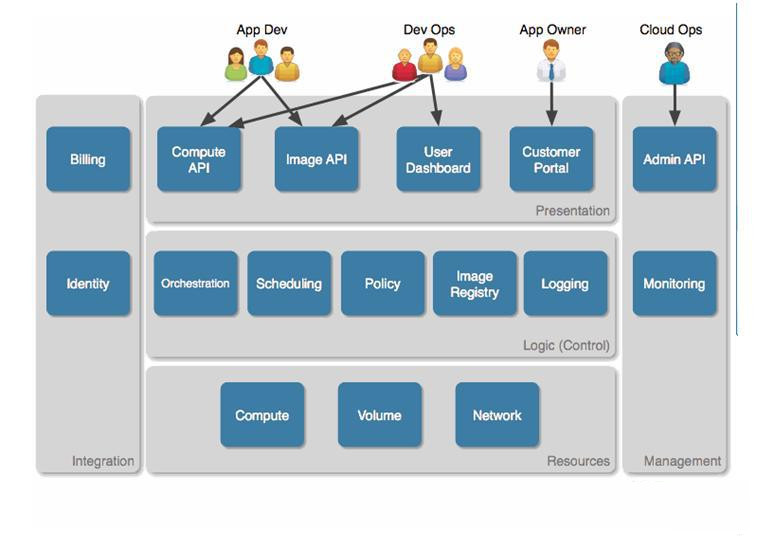 App Dev
Dev Ops
App Owner
Cloud Ops
Billing
Compute
API
Image API
User
Dashboard
Customer
Portal
Admin API
Presentation
Identity
Orchestration
Scheduling
Policy
Image
Registry
Logging
Monitoring
Logic (Control)
Compute
Volume
Network
Integration
Resources
Management